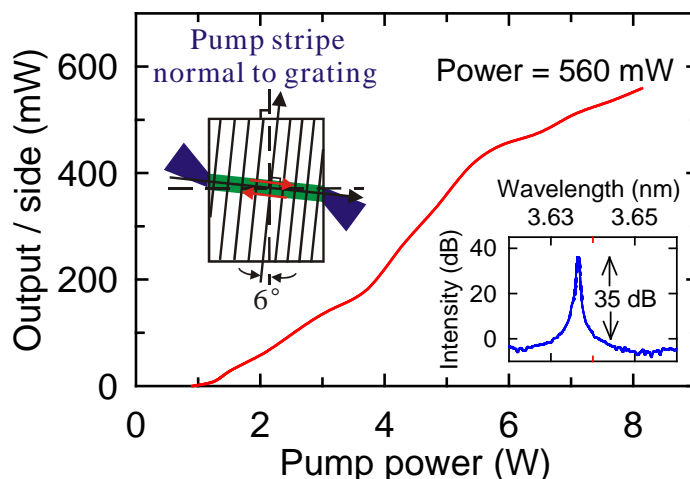 Pump stripe
normal to grating
Power = 560 mW
6°
Output / side (mW)
600
400
200
0
0
2
4
6
8
Pump power (W)
Wavelength (nm)
3.63
3.65
Intensity (dB)
40
20
0
35 dB